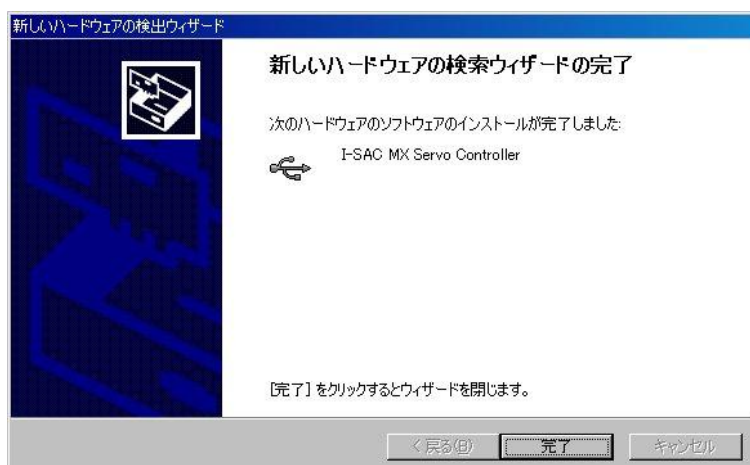 新しいハードウェアの検出ウィザード
新しいハードウェアの検索ウィザードの完了
次のハードウェアのソフトウェアのインストールが完了しました:
I-SAC MX Servo Controller
[完了] をクリックするとウィザードを閉じます。
< 戻る(B) 完了 キャンセル